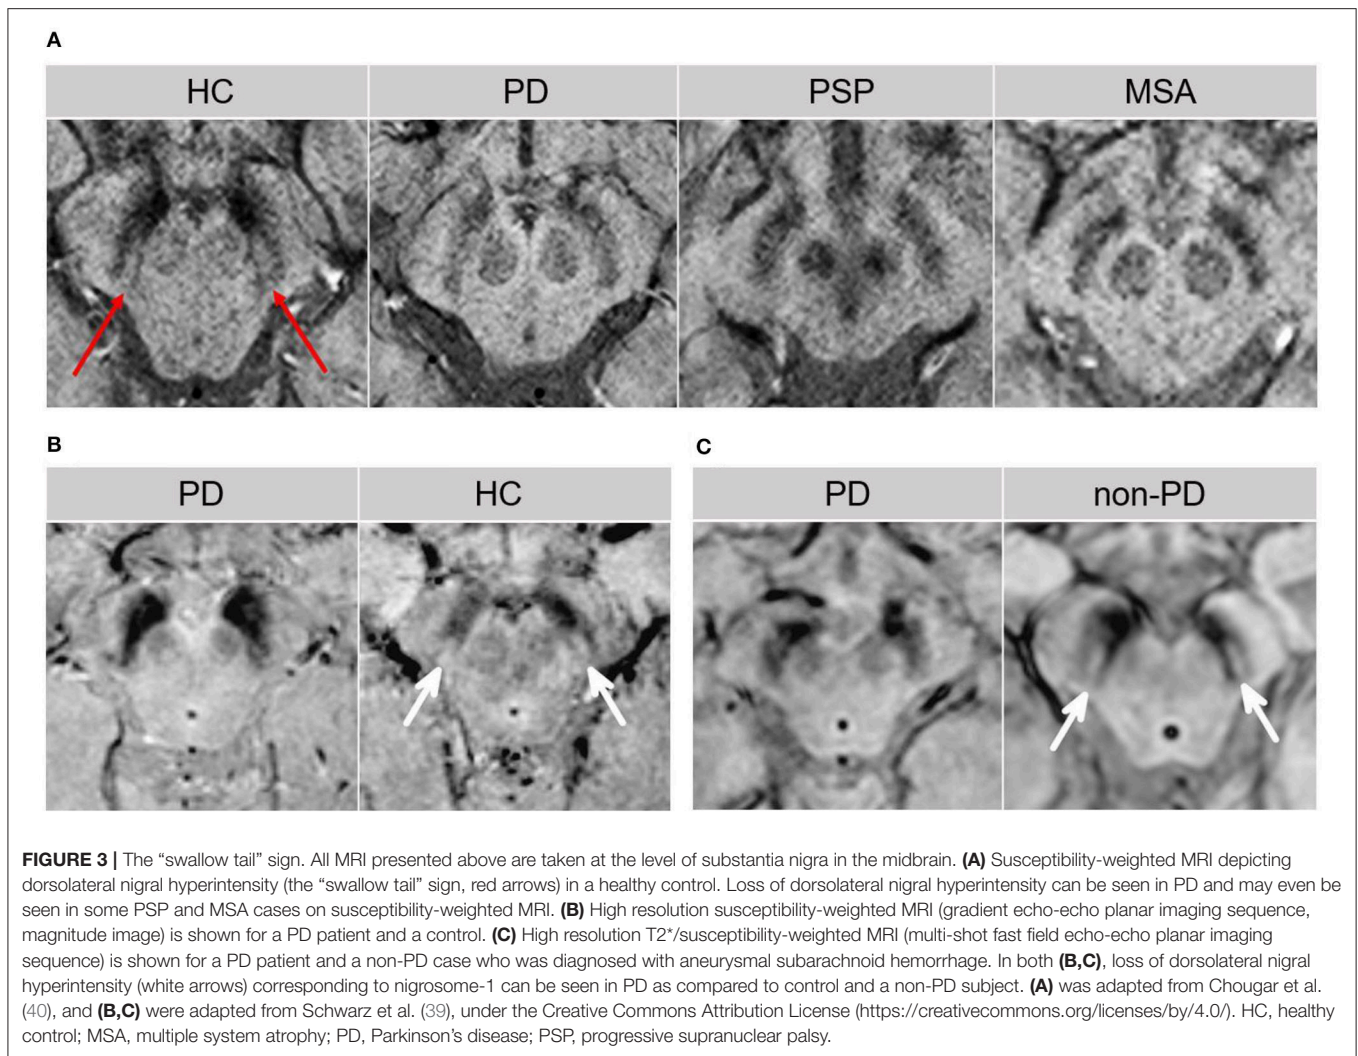 A
HC PD PSP MSA
B
C
PD HC
PD non-PD
FIGURE 3 | The “swallow tail” sign. All MRI presented above are taken at the level of substantia nigra in the midbrain. (A) Susceptibility-weighted MRI depicting
dorsolateral nigral hyperintensity (the “swallow tail” sign, red arrows) in a healthy control. Loss of dorsolateral nigral hyperintensity can be seen in PD and may even be
seen in some PSP and MSA cases on susceptibility-weighted MRI. (B) High resolution susceptibility-weighted MRI (gradient echo-echo planar imaging sequence,
magnitude image) is shown for a PD patient and a control. (C) High resolution T2*/susceptibility-weighted MRI (multi-shot fast field echo-echo planar imaging
sequence) is shown for a PD patient and a non-PD case who was diagnosed with aneurysmal subarachnoid hemorrhage. In both (B,C), loss of dorsolateral nigral
hyperintensity (white arrows) corresponding to nigrosome-1 can be seen in PD as compared to control and a non-PD subject. (A) was adapted from Chougar et al.
(40), and (B,C) were adapted from Schwarz et al. (39), under the Creative Commons Attribution License (https://creativecommons.org/licenses/by/4.0/). HC, healthy
control; MSA, multiple system atrophy; PD, Parkinson’s disease; PSP, progressive supranuclear palsy.